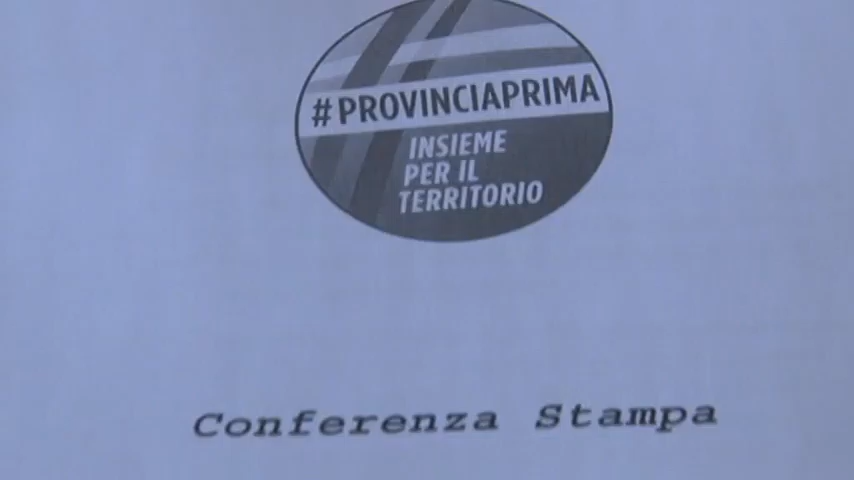 #PROVINCIAPRIMA
INSIEME
PER IL
TERRITORIO
Conferenza Stampa